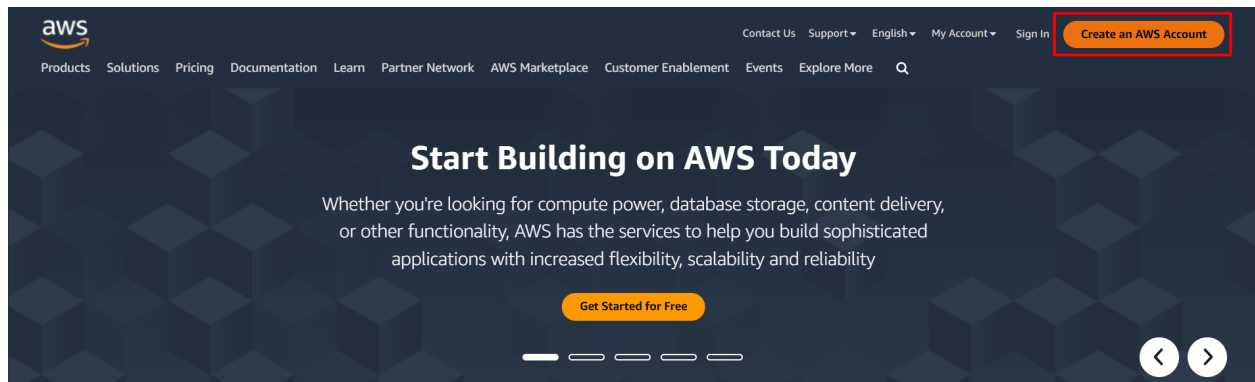 aws
Contact Us Support English My Account Sign In Create an AWS Account
Products Solutions Pricing Documentation Learn Partner Network AWS Marketplace Customer Enablement Events Explore More
Start Building on AWS Today
Whether you're looking for compute power, database storage, content delivery,
or other functionality, AWS has the services to help you build sophisticated
applications with increased flexibility, scalability and reliability
Get Started for Free